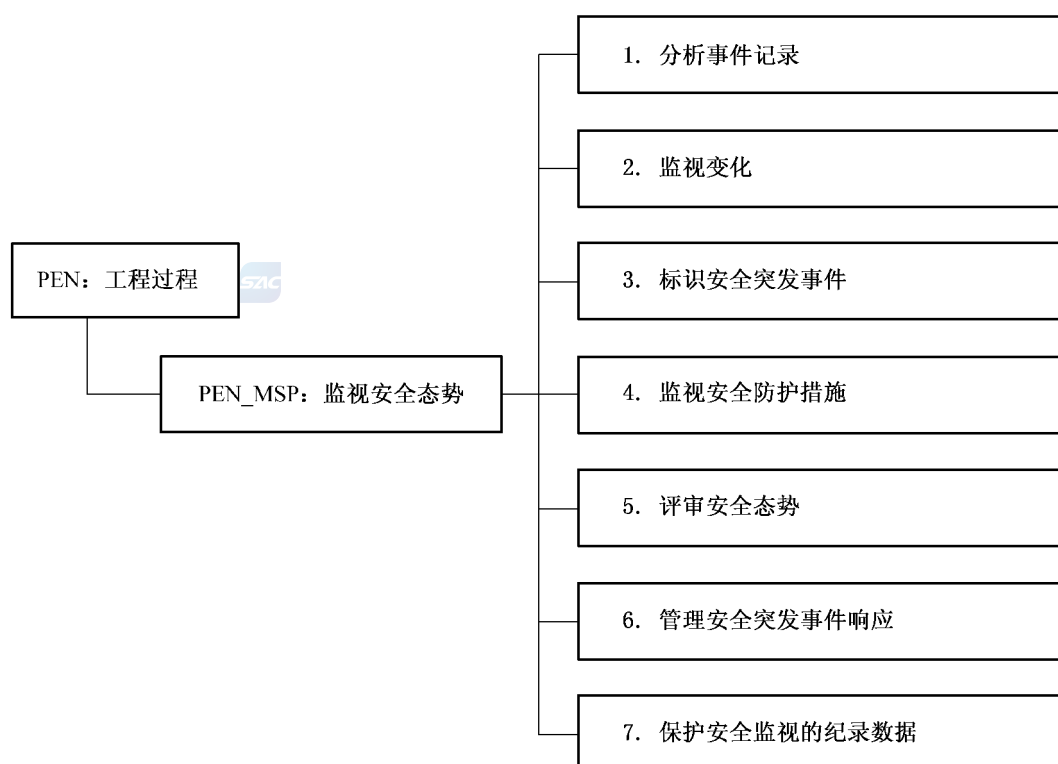 1. 分析事件记录
2. 监视变化
PEN：工程过程
SAC
3. 标识安全突发事件
PEN_MSP：监视安全态势
4. 监视安全防护措施
5. 评审安全态势
6. 管理安全突发事件响应
7. 保护安全监视的纪录数据